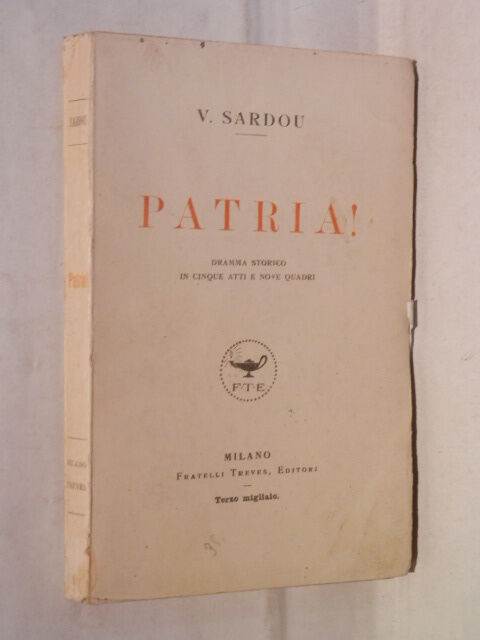 V. SARDOU
PATRIA!
DRAMMA STORICO
IN CINQUE ATTI E NOVE QUADRI
F·T·E
MILANO
FRATELLI TREVES, EDITORI
Terzo migliaio.
SARDOU
Patria!
MILANO
TREVES